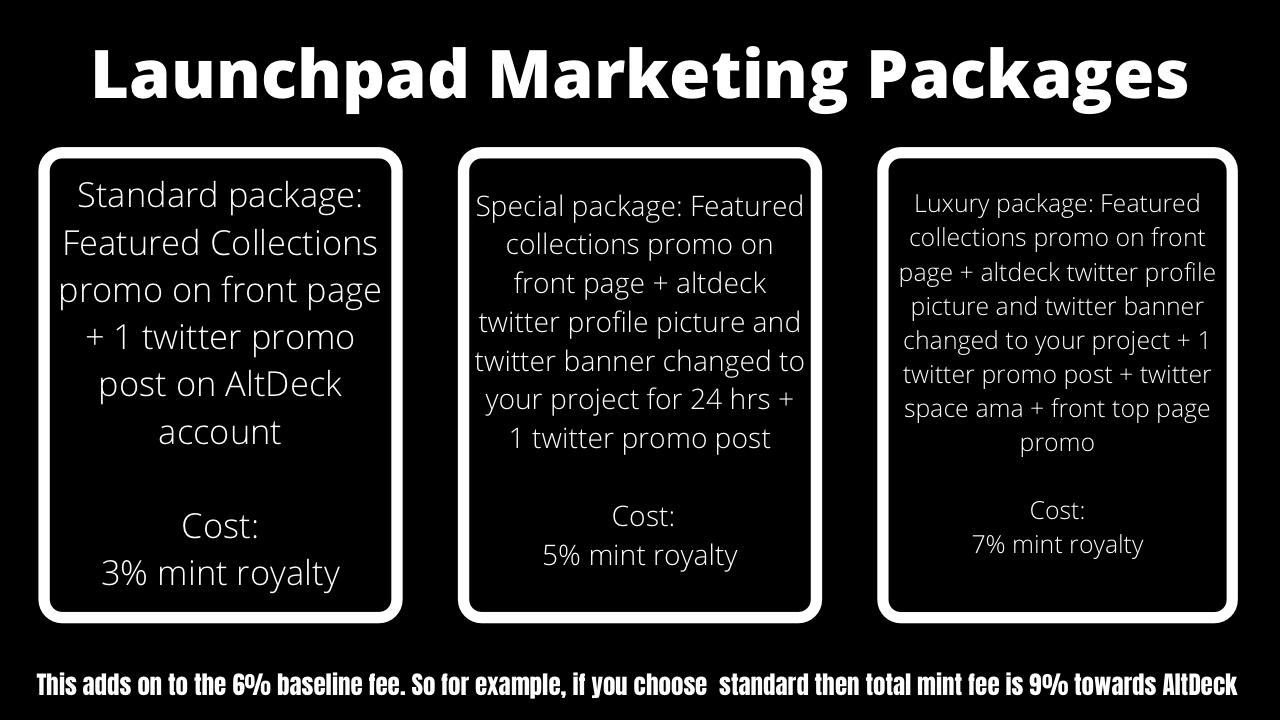 Launchpad Marketing Packages
Standard package:
Featured Collections
promo on front page
+ 1 twitter promo
post on AltDeck
account
Cost:
3% mint royalty
Special package: Featured
collections promo on
front page + altdeck
twitter profile picture and
twitter banner changed to
your project for 24 hrs +
1 twitter promo post
Cost:
5% mint royalty
Luxury package: Featured
collections promo on front
page + altdeck twitter profile
picture and twitter banner
changed to your project + 1
twitter promo post + twitter
space ama + front top page
promo
Cost:
7% mint royalty
This adds on to the 6% baseline fee. So for example, if you choose  standard then total mint fee is 9% towards AltDeck